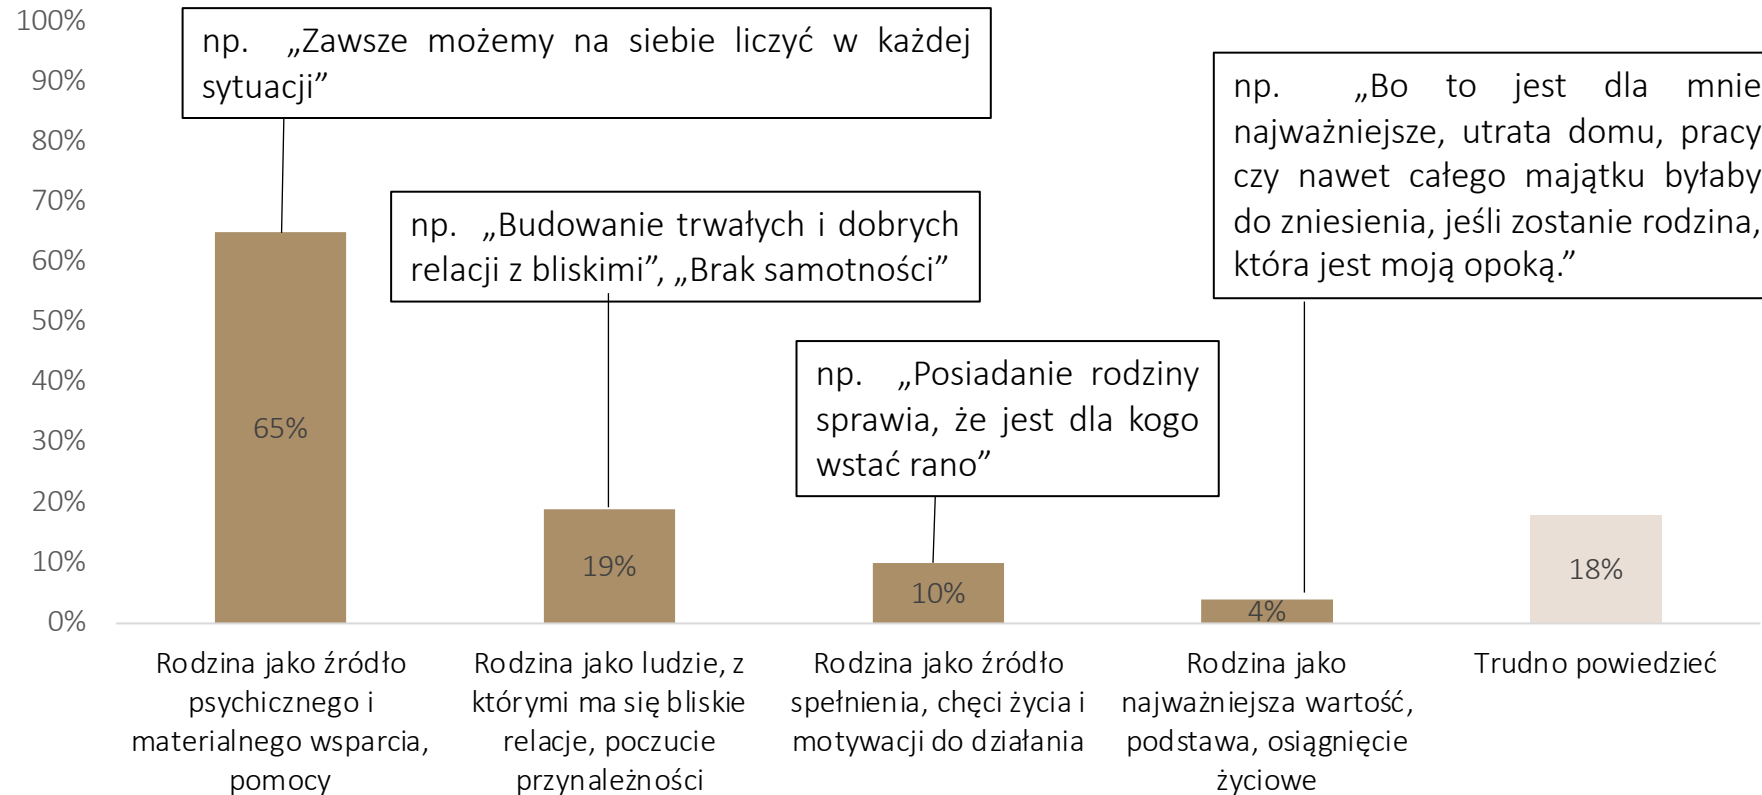 100%
90%
80%
70%
60%
50%
40%
30%
20%
10%
0%
np. „Zawsze możemy na siebie liczyć w każdej
sytuacji”
np. „Budowanie trwałych i dobrych
relacji z bliskimi”, „Brak samotności”
np. „Posiadanie rodziny
sprawia, że jest dla kogo
wstać rano”
np. „Bo to jest dla mnie
najważniejsze, utrata domu, pracy
czy nawet całego majątku byłaby
do zniesienia, jeśli zostanie rodzina,
która jest moją opoką.”
65%
19%
10%
4%
18%
Rodzina jako źródło
psychicznego i
materialnego wsparcia,
pomocy
Rodzina jako ludzie, z
którymi ma się bliskie
relacje, poczucie
przynależności
Rodzina jako źródło
spełnienia, chęci życia i
motywacji do działania
Rodzina jako
najważniejsza wartość,
podstawa, osiągnięcie
życiowe
Trudno powiedzieć